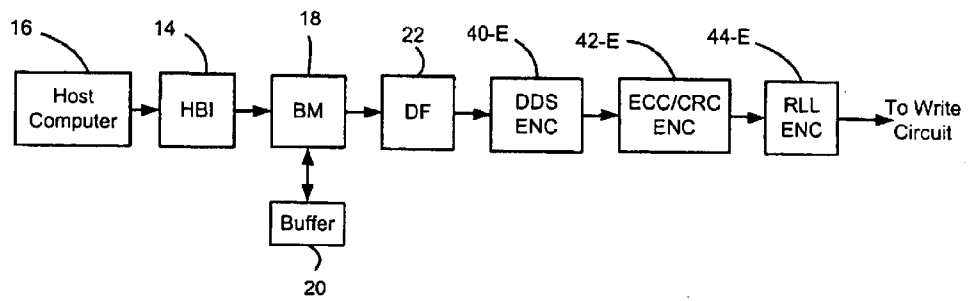 16
14
18
22
40-E
42-E
44-E
Host
Computer
HBI
BM
DF
DDS
ENC
ECC/CRC
ENC
RLL
ENC
To Write
Circuit
Buffer
20